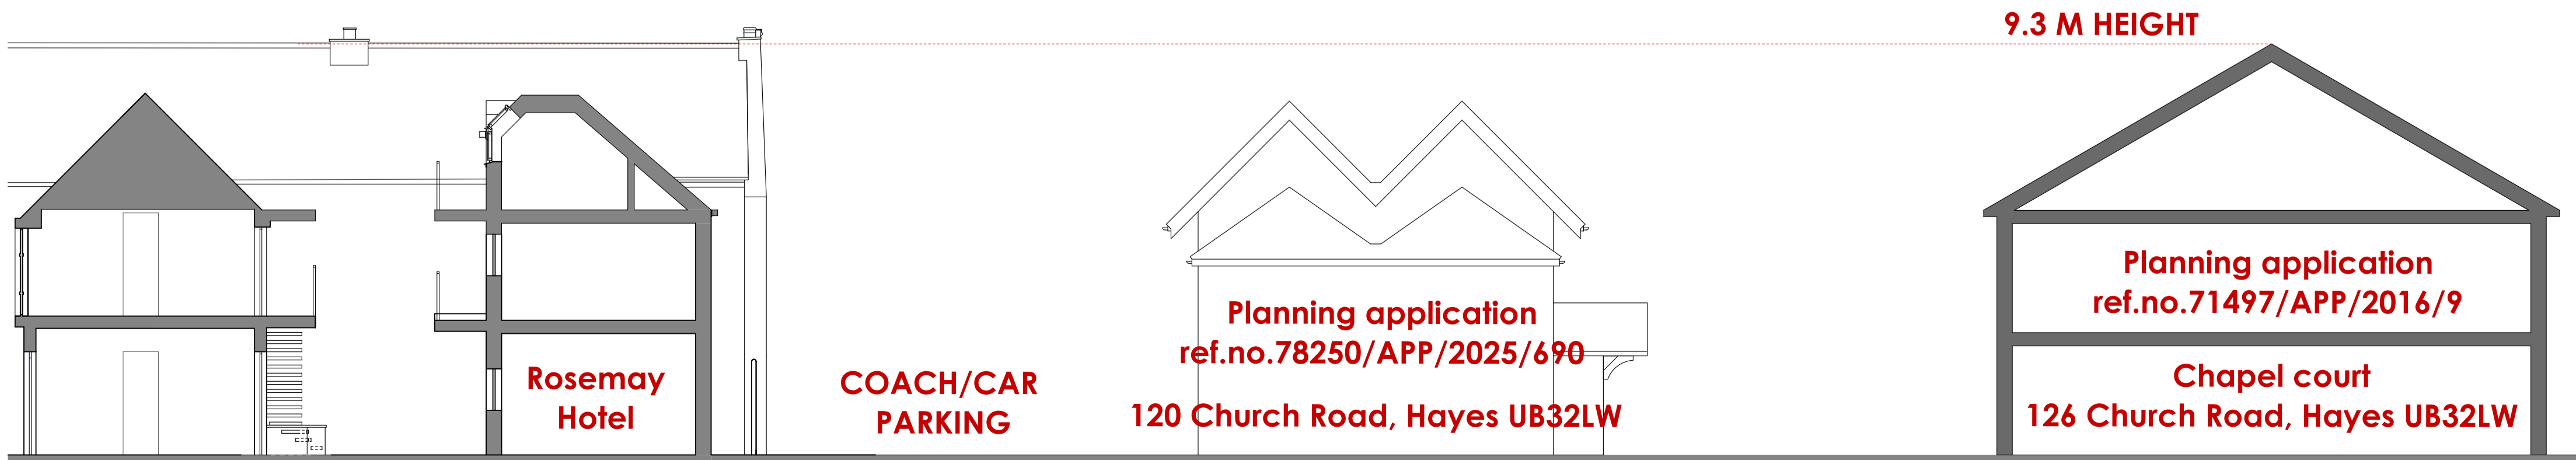 9.3 M HEIGHT
Rosemay
Hotel
COACH/CAR
PARKING
Planning application
ref.no.78250/APP/2025/690
120 Church Road, Hayes UB32LW
Planning application
ref.no.71497/APP/2016/9
Chapel court
126 Church Road, Hayes UB32LW